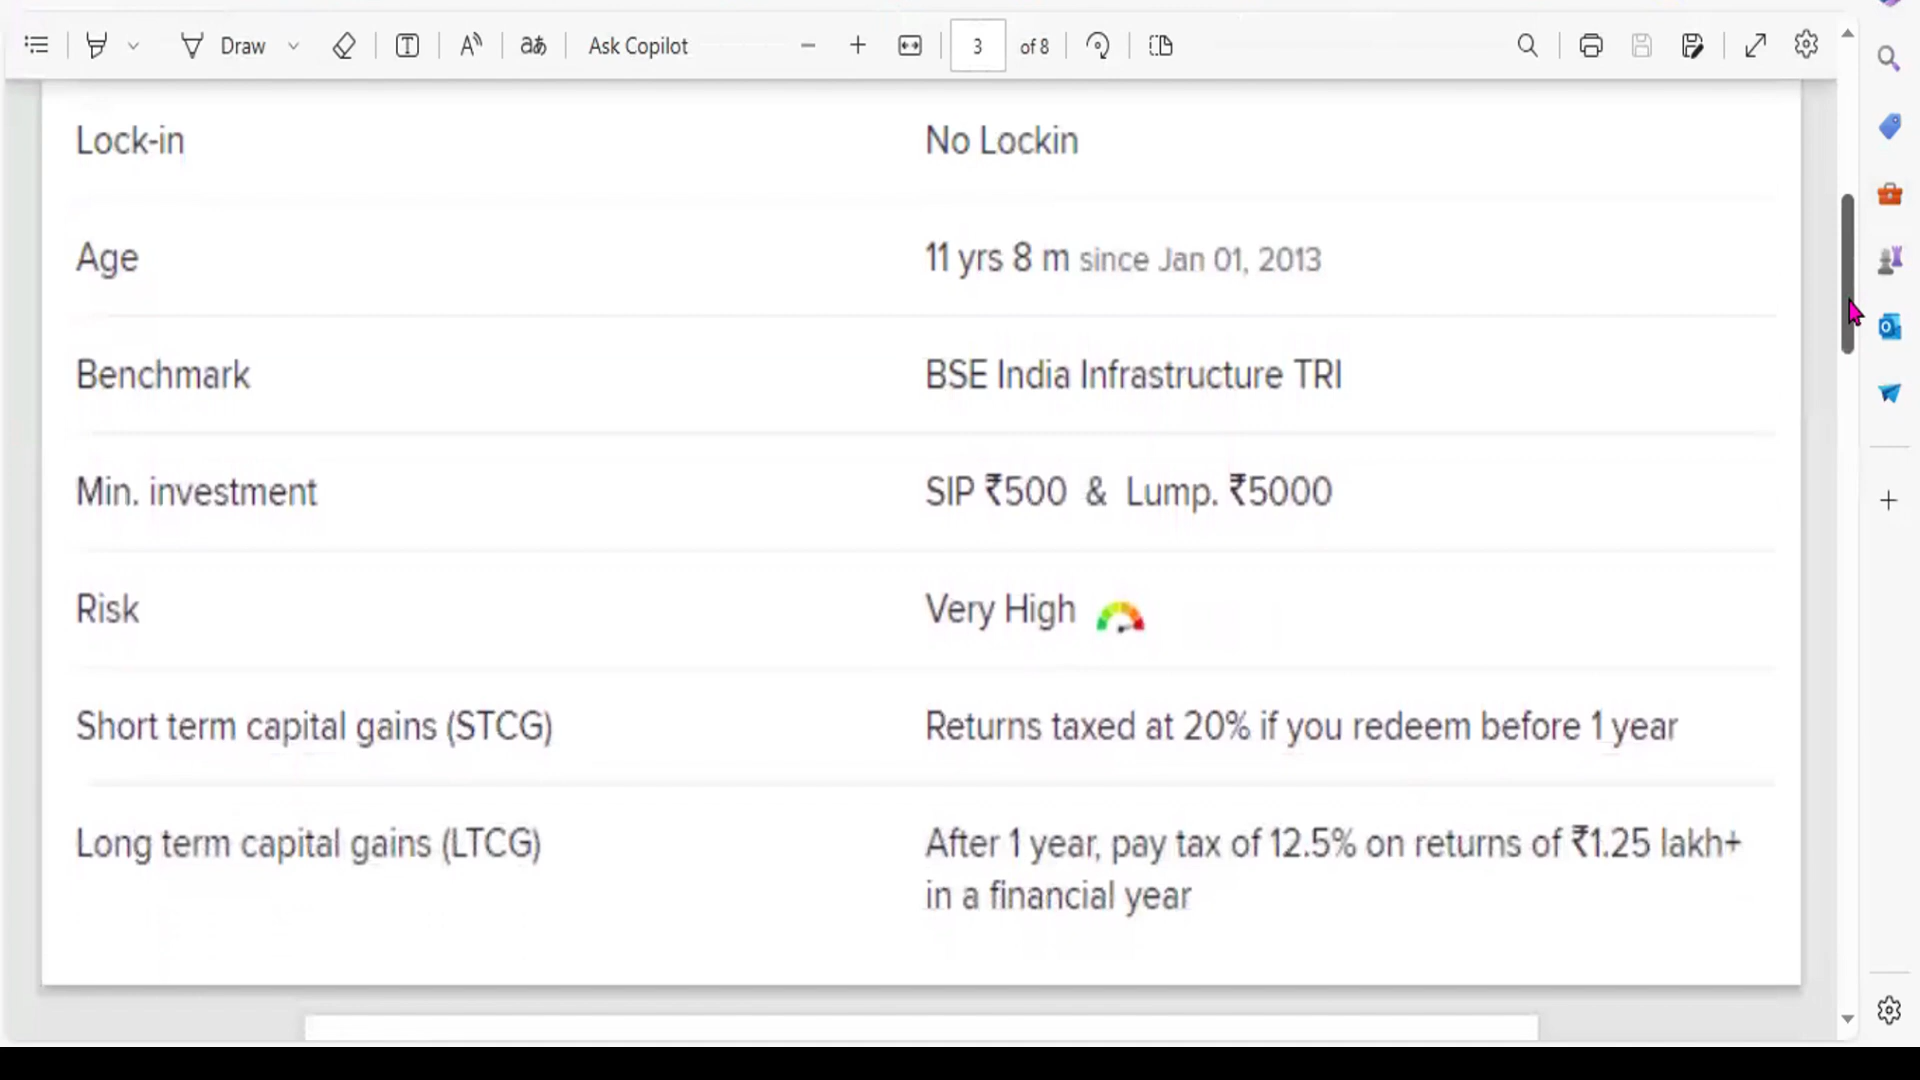 Draw
Ask Copilot
3 of 8
Lock-in No Lockin
Age 11 yrs 8 m since Jan 01, 2013
Benchmark BSE India Infrastructure TRI
Min. investment SIP ₹500 & Lump. ₹5000
Risk Very High
Short term capital gains (STCG) Returns taxed at 20% if you redeem before 1 year
Long term capital gains (LTCG) After 1 year, pay tax of 12.5% on returns of ₹1.25 lakh+
in a financial year